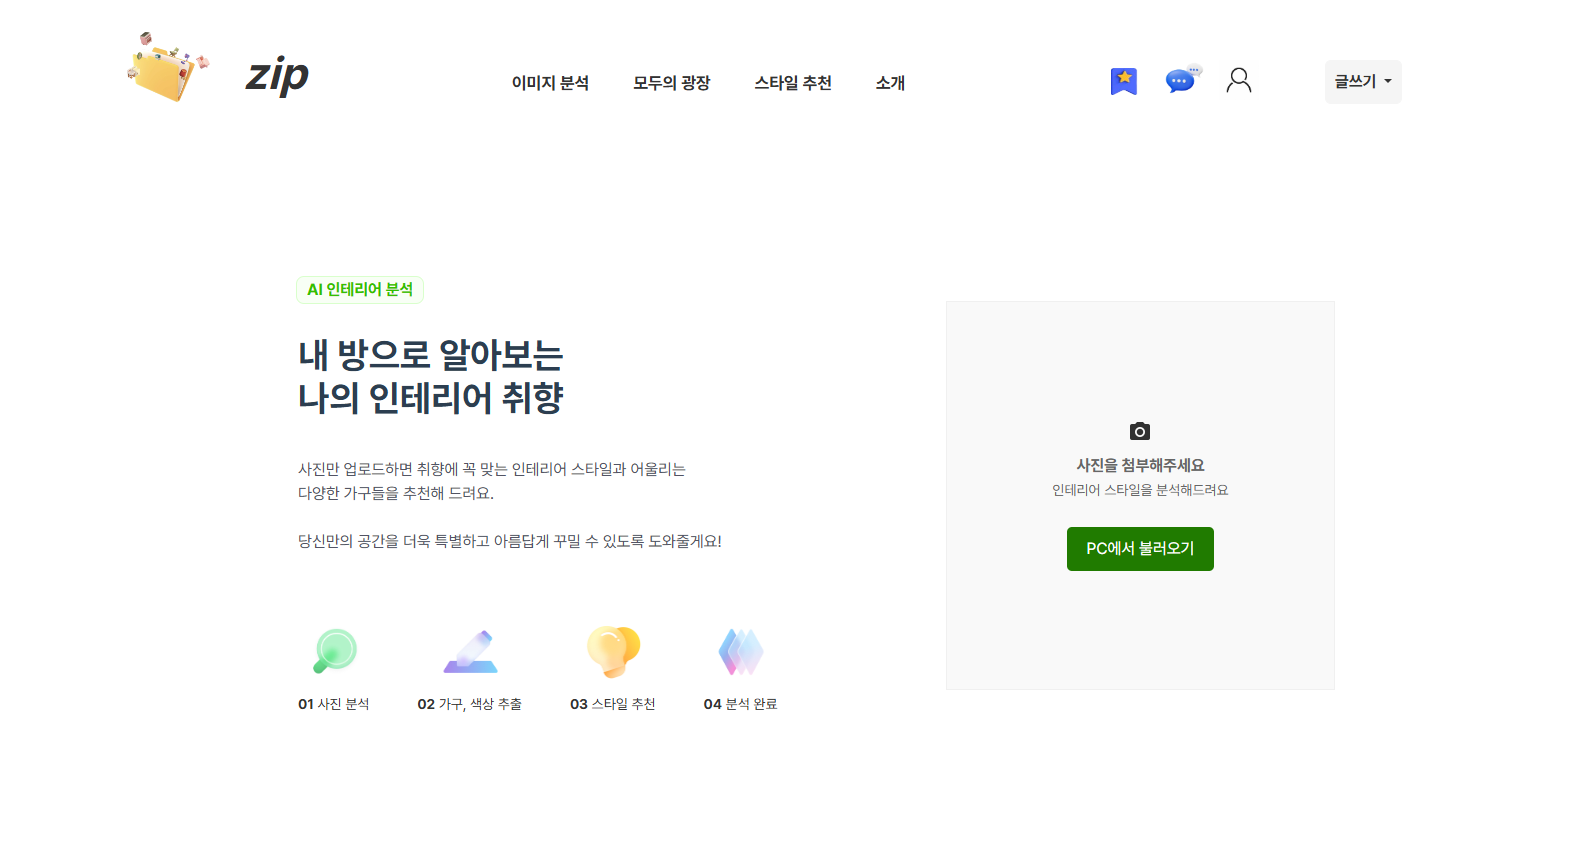 zip
이미지 분석
모두의 광장
스타일 추천
소개
글쓰기
AI 인테리어 분석
내 방으로 알아보는
나의 인테리어 취향
사진만 업로드하면 취향에 꼭 맞는 인테리어 스타일과 어울리는
다양한 가구들을 추천해 드려요.
당신만의 공간을 더욱 특별하고 아름답게 꾸밀 수 있도록 도와줄게요!
01 사진 분석
02 가구, 색상 추출
03 스타일 추천
04 분석 완료
사진을 첨부해주세요
인테리어 스타일을 분석해드려요
PC에서 불러오기